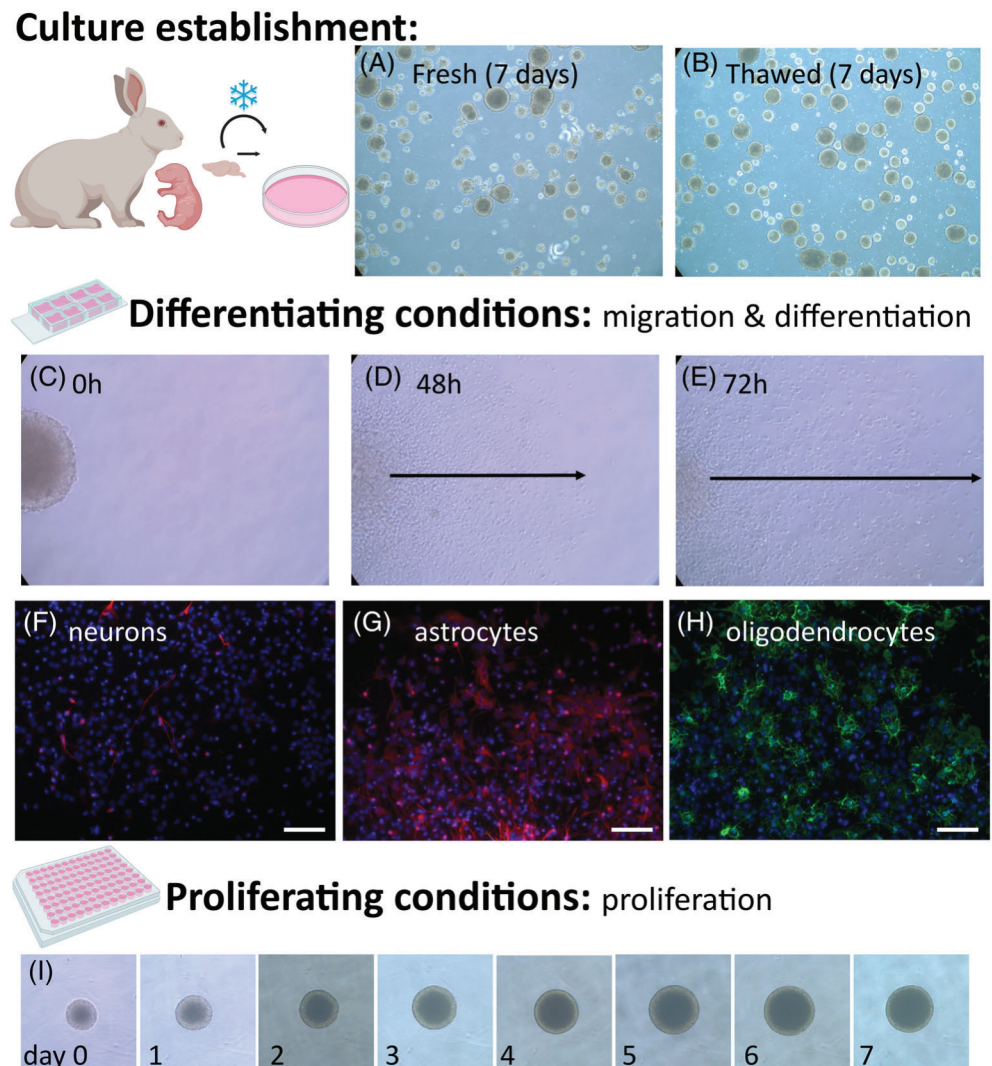 Culture establishment:
(A) Fresh (7 days)
(B) Thawed (7 days)
Differentiating conditions: migration & differentiation
(C) 0h
(D) 48h
(E) 72h
(F) neurons
(G) astrocytes
(H) oligodendrocytes
Proliferating conditions: proliferation
(I)
day 0 1 2 3 4 5 6 7